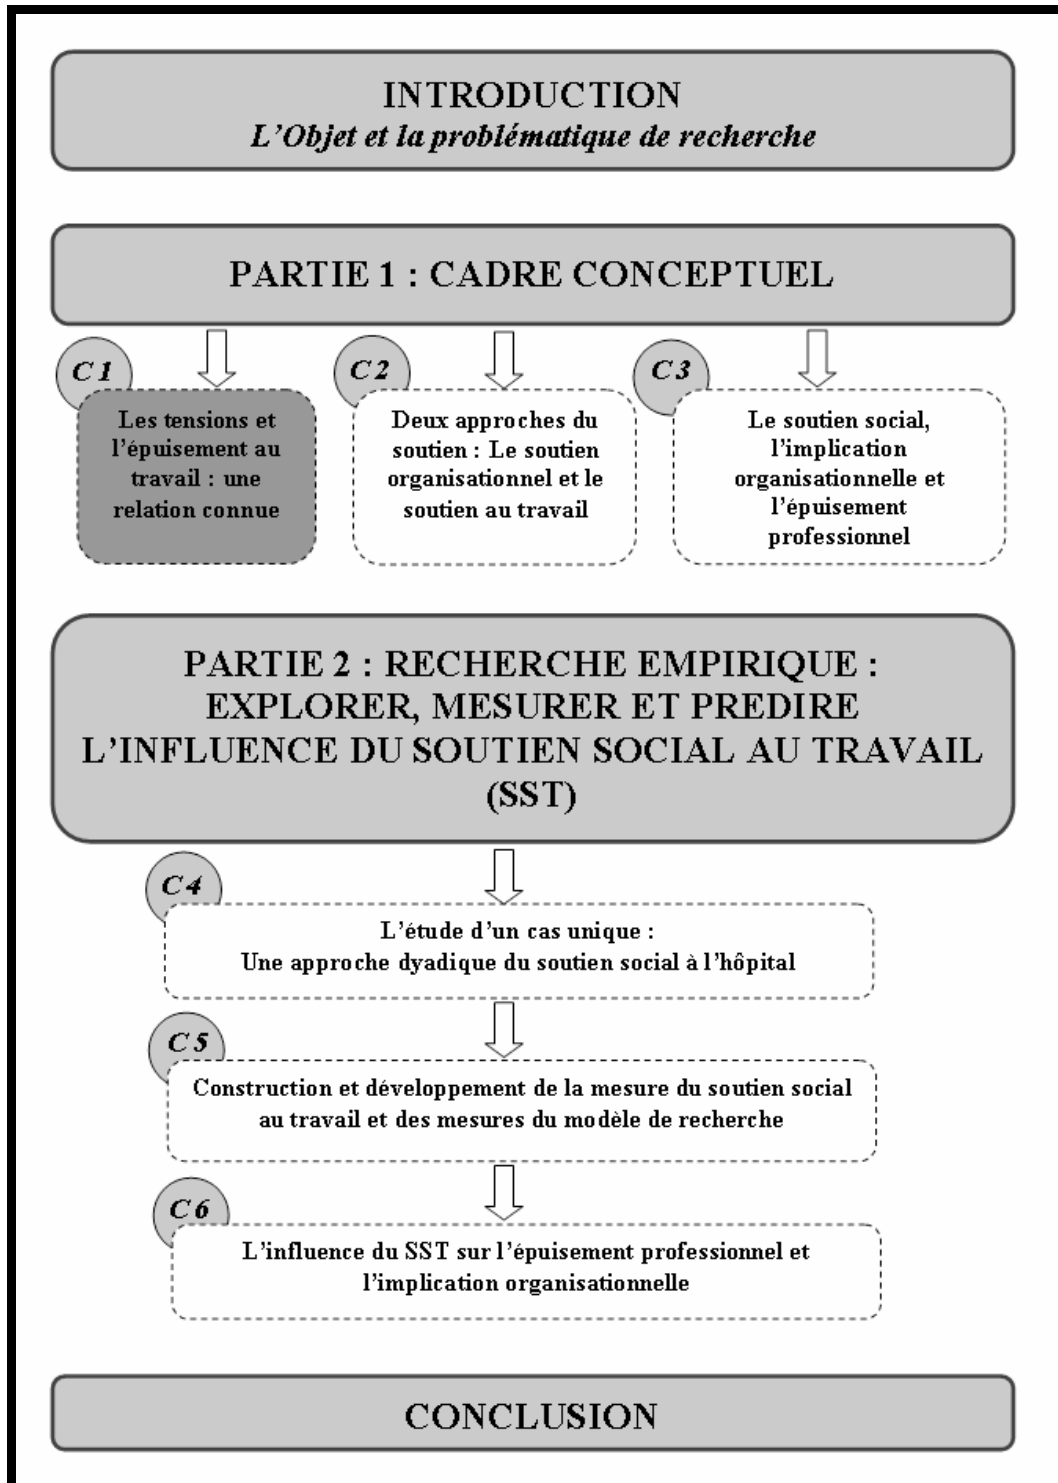 INTRODUCTION
L'Objet et la problématique de recherche
PARTIE 1 : CADRE CONCEPTUEL
C1
Les tensions et
l'épuisement au
travail : une
relation connue
C2
Deux approches du
soutien : Le soutien
organisationnel et le
soutien au travail
C3
Le soutien social,
l'implication
organisationnelle et
l'épuisement
professionnel
PARTIE 2 : RECHERCHE EMPIRIQUE :
EXPLORER, MESURER ET PREDIRE
L'INFLUENCE DU SOUTIEN SOCIAL AU TRAVAIL
(SST)
C4
L'étude d'un cas unique :
Une approche dyadique du soutien social à l'hôpital
C5
Construction et développement de la mesure du soutien social
au travail et des mesures du modèle de recherche
C6
L'influence du SST sur l'épuisement professionnel et
l'implication organisationnelle
CONCLUSION